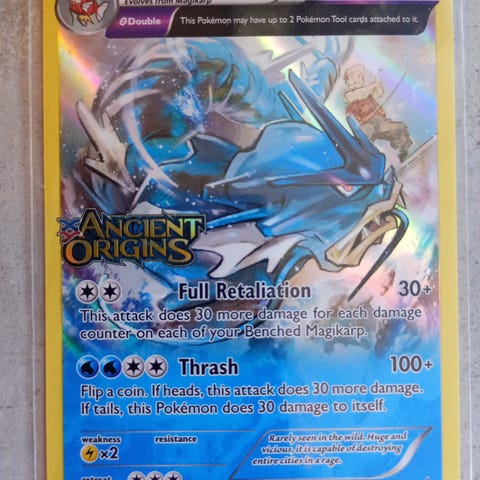 Evolves from Magikarp
θDouble
This Pokémon may have up to 2 Pokémon Tool cards attached to it.
ANCIENT
ORIGINS
Full Retaliation 30+
This attack does 30 more damage for each damage
counter on each of your Benched Magikarp.
Thrash 100+
Flip a coin. If heads, this attack does 30 more damage.
If tails, this Pokémon does 30 damage to itself.
weakness resistance
×2
Rarely seen in the wild. Huge and
vicious, it is capable of destroying
entire cities in a rage.
retreat